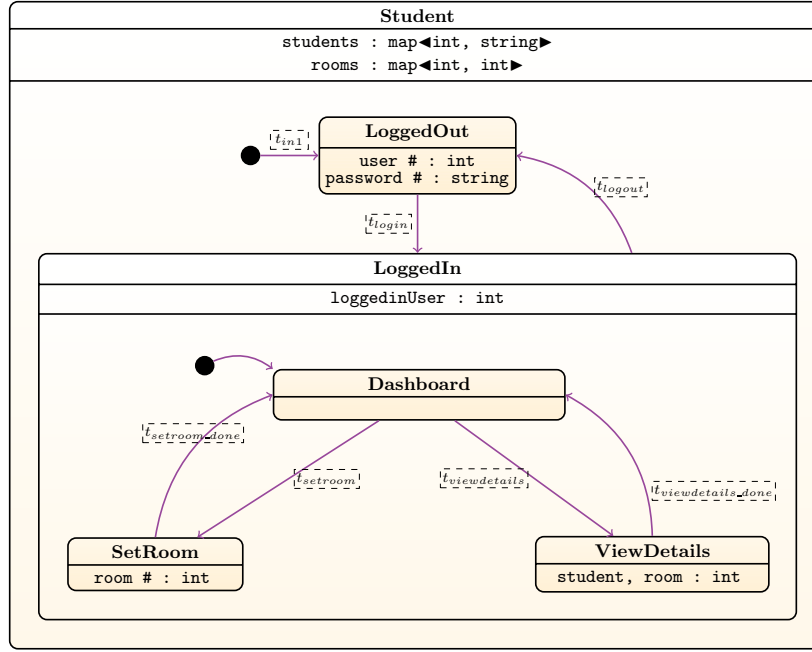 Student
students : map◀int, string▶
rooms : map◀int, int▶
t_in1
LoggedOut
user # : int
password # : string
t_login
t_logout
LoggedIn
loggedinUser : int
Dashboard
t_setroom_done
t_setroom
t_viewdetails
t_viewdetails_done
SetRoom
room # : int
ViewDetails
student, room : int